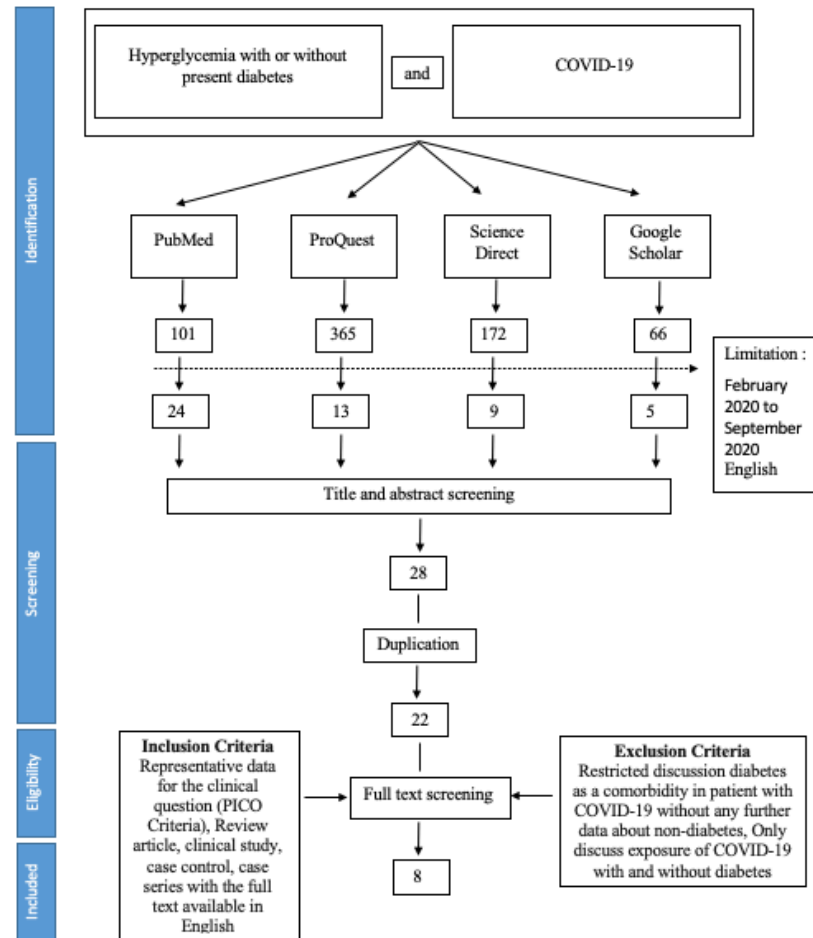 Hyperglycemia with or without
present diabetes
and
COVID-19
Identification
PubMed
ProQuest
Science
Direct
Google
Scholar
101
365
172
66
Limitation :
February
2020 to
September
2020
English
24
13
9
5
Screening
Title and abstract screening
28
Duplication
22
Eligibility
Inclusion Criteria
Representative data
for the clinical
question (PICO
Criteria), Review
article, clinical study,
case control, case
series with the full
text available in
English
Full text screening
Exclusion Criteria
Restricted discussion diabetes
as a comorbidity in patient with
COVID-19 without any further
data about non-diabetes, Only
discuss exposure of COVID-19
with and without diabetes
Included
8